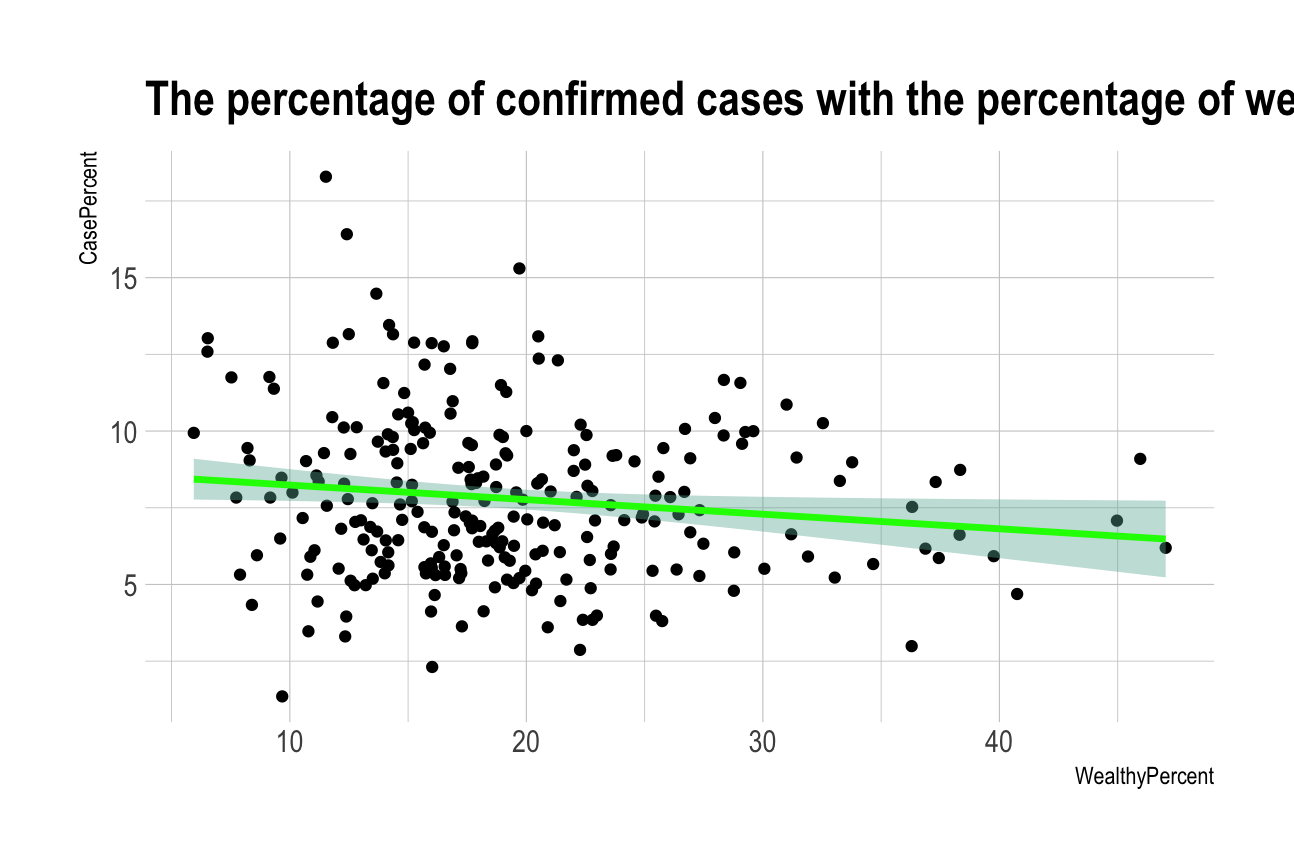 The percentage of confirmed cases with the percentage of we
CasePercent
15
10
5
10 20 30 40
WealthyPercent